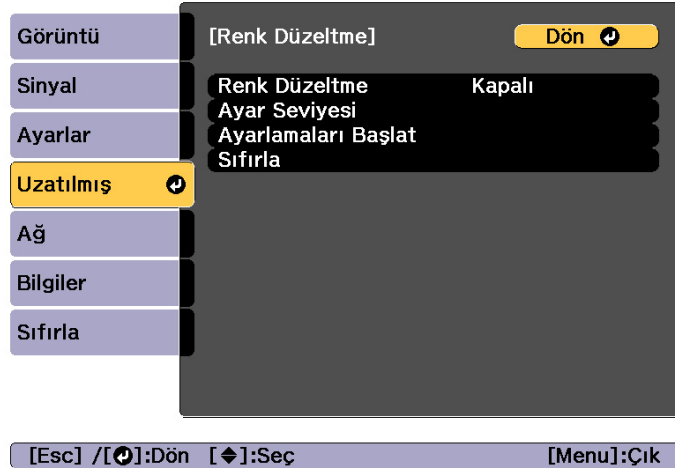 Görüntü
Sinyal
Ayarlar
Uzatılmış
Ağ
Bilgiler
Sıfırla
[Renk Düzeltme] Dön
Renk Düzeltme Kapalı
Ayar Seviyesi
Ayarlamaları Başlat
Sıfırla
[Esc] /[ ]:Dön [ ]:Seç [Menu]:Çık